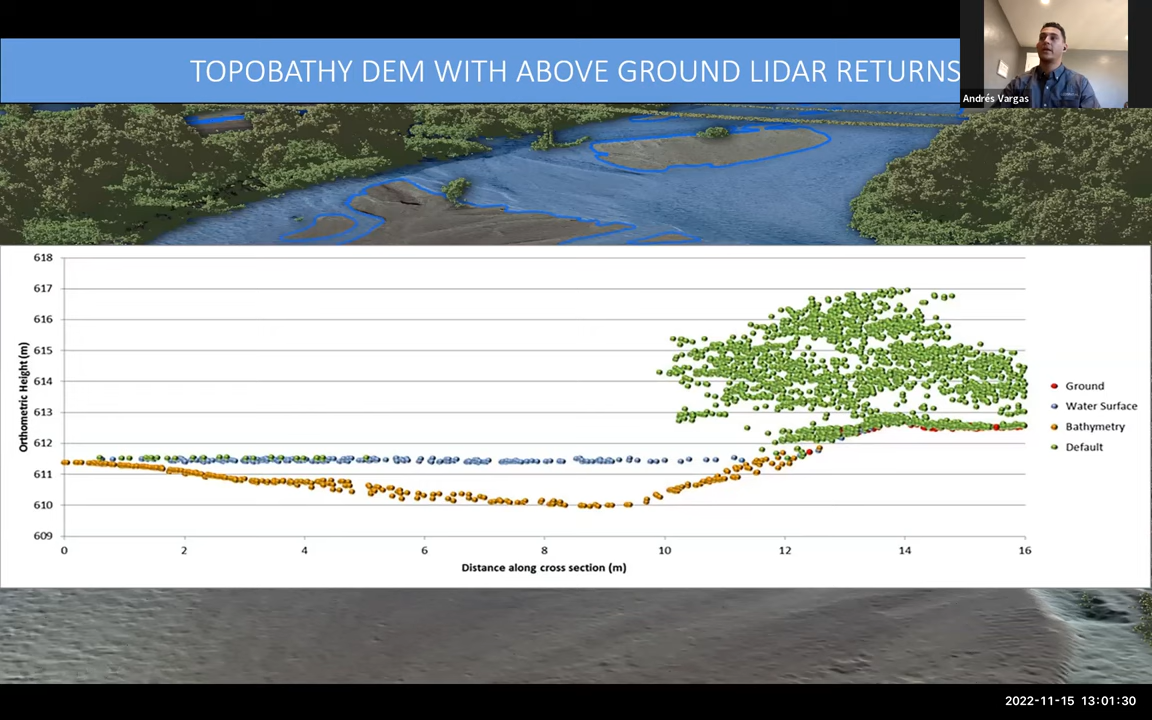 TOPOBATHY DEM WITH ABOVE GROUND LIDAR RETURNS
Andrés Vargas
618
617
616
615
614
613
612
611
610
609
Orthometric Height (m)
0 2 4 6 8 10 12 14 16
Distance along cross section (m)
Ground
Water Surface
Bathymetry
Default
2022-11-15 13:01:30